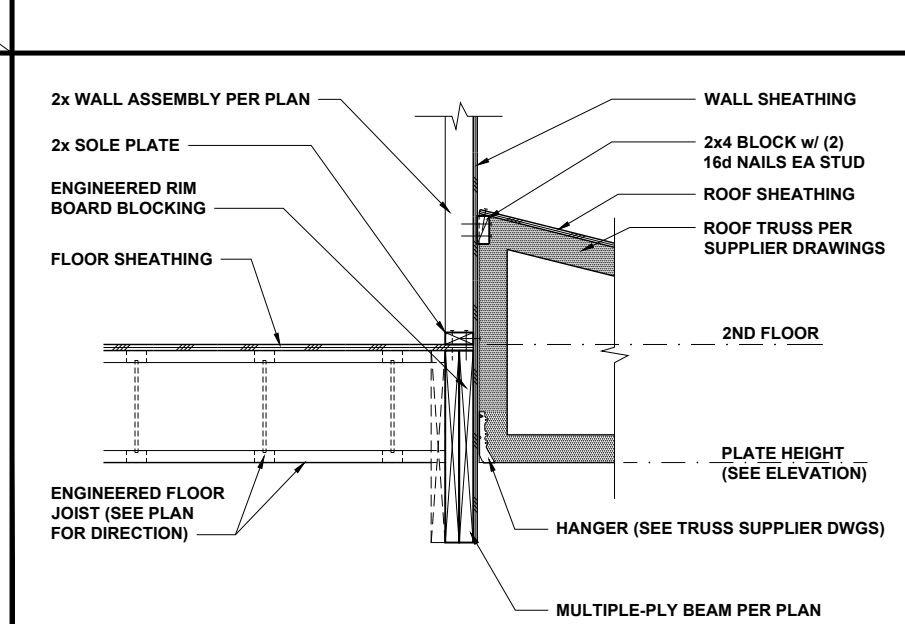 2x WALL ASSEMBLY PER PLAN
2x SOLE PLATE
ENGINEERED RIM
BOARD BLOCKING
FLOOR SHEATHING
ENGINEERED FLOOR
JOIST (SEE PLAN
FOR DIRECTION)
WALL SHEATHING
2x4 BLOCK w/ (2)
16d NAILS EA STUD
ROOF SHEATHING
ROOF TRUSS PER
SUPPLIER DRAWINGS
2ND FLOOR
PLATE HEIGHT
(SEE ELEVATION)
HANGER (SEE TRUSS SUPPLIER DWGS)
MULTIPLE-PLY BEAM PER PLAN